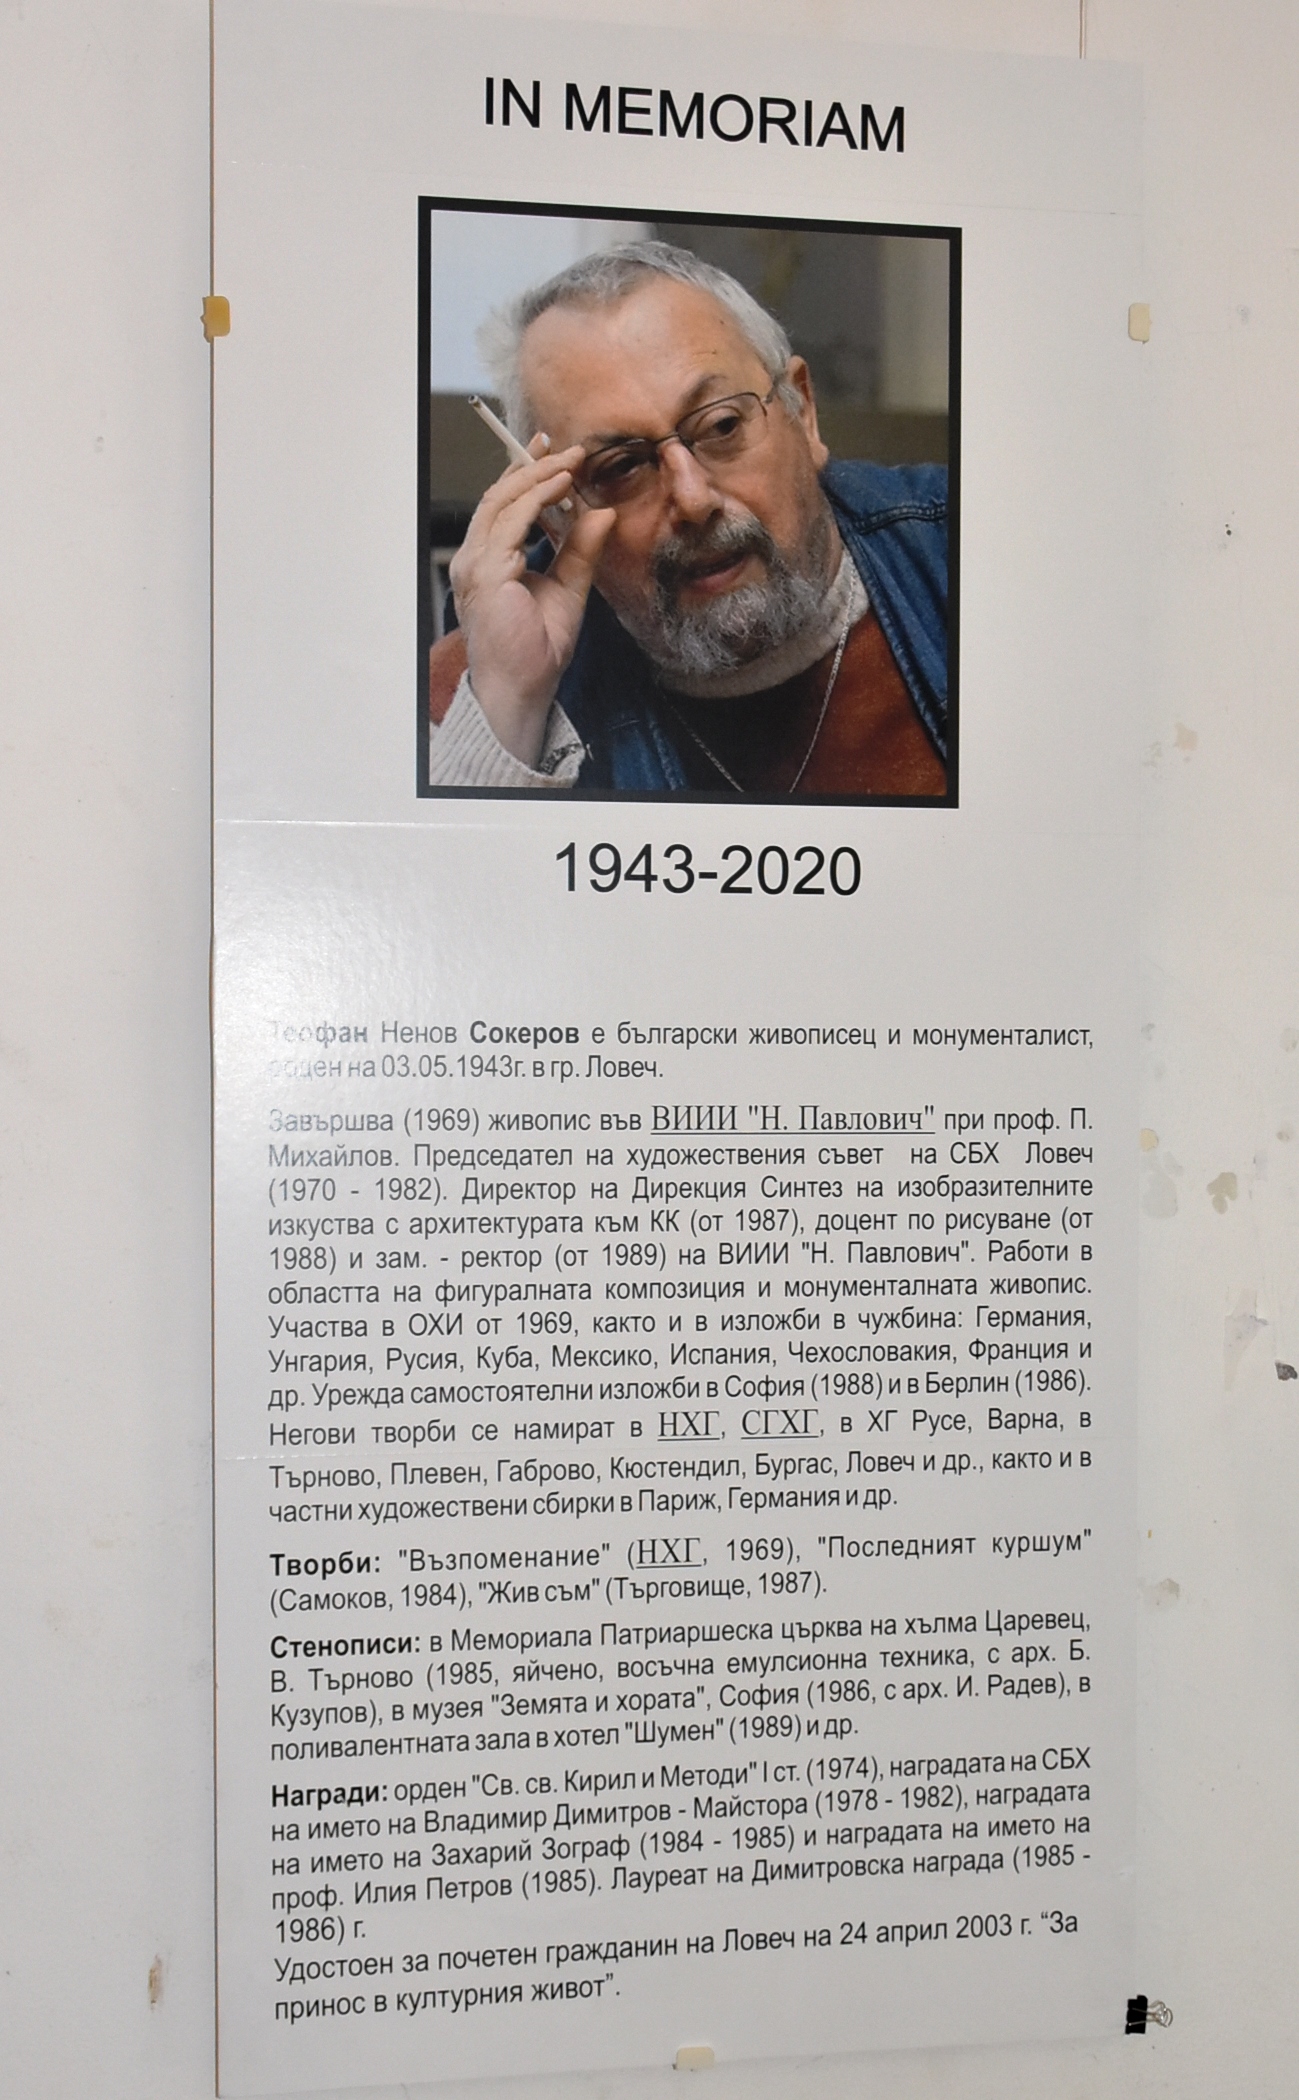 IN MEMORIAM
1943-2020
Теофан Ненов Сокеров е български живописец и монументалист,
роден на 03.05.1943г. в гр. Ловеч.
Завършва (1969) живопис във ВИИИ "Н. Павлович" при проф. П.
Михайлов. Председател на художествения съвет на СБХ Ловеч
(1970 - 1982). Директор на Дирекция Синтез на изобразителните
изкуства с архитектурата към КК (от 1987), доцент по рисуване (от
1988) и зам. - ректор (от 1989) на ВИИИ "Н. Павлович". Работи в
областта на фигуралната композиция и монументалната живопис.
Участва в ОХИ от 1969, както и в изложби в чужбина: Германия,
Унгария, Русия, Куба, Мексико, Испания, Чехословакия, Франция и
др. Урежда самостоятелни изложби в София (1988) и в Берлин (1986).
Негови творби се намират в НХГ, СГХГ, в ХГ Русе, Варна, в
Търново, Плевен, Габрово, Кюстендил, Бургас, Ловеч и др., както и в
частни художествени сбирки в Париж, Германия и др.
Творби: "Възпоменание" (НХГ, 1969), "Последният куршум"
(Самоков, 1984), "Жив съм" (Търговище, 1987).
Стенописи: в Мемориала Патриаршеска църква на хълма Царевец,
В. Търново (1985, яйчено, восъчна емулсионна техника, с арх. Б.
Кузупов), в музея "Земята и хората", София (1986, с арх. И. Радев), в
поливалентната зала в хотел "Шумен" (1989) и др.
Награди: орден "Св. св. Кирил и Методи" I ст. (1974), наградата на СБХ
на името на Владимир Димитров - Майстора (1978 - 1982), наградата
на името на Захарий Зограф (1984 - 1985) и наградата на името на
проф. Илия Петров (1985). Лауреат на Димитровска награда (1985 -
1986) г.
Удостоен за почетен гражданин на Ловеч на 24 април 2003 г. “За
принос в културния живот”.